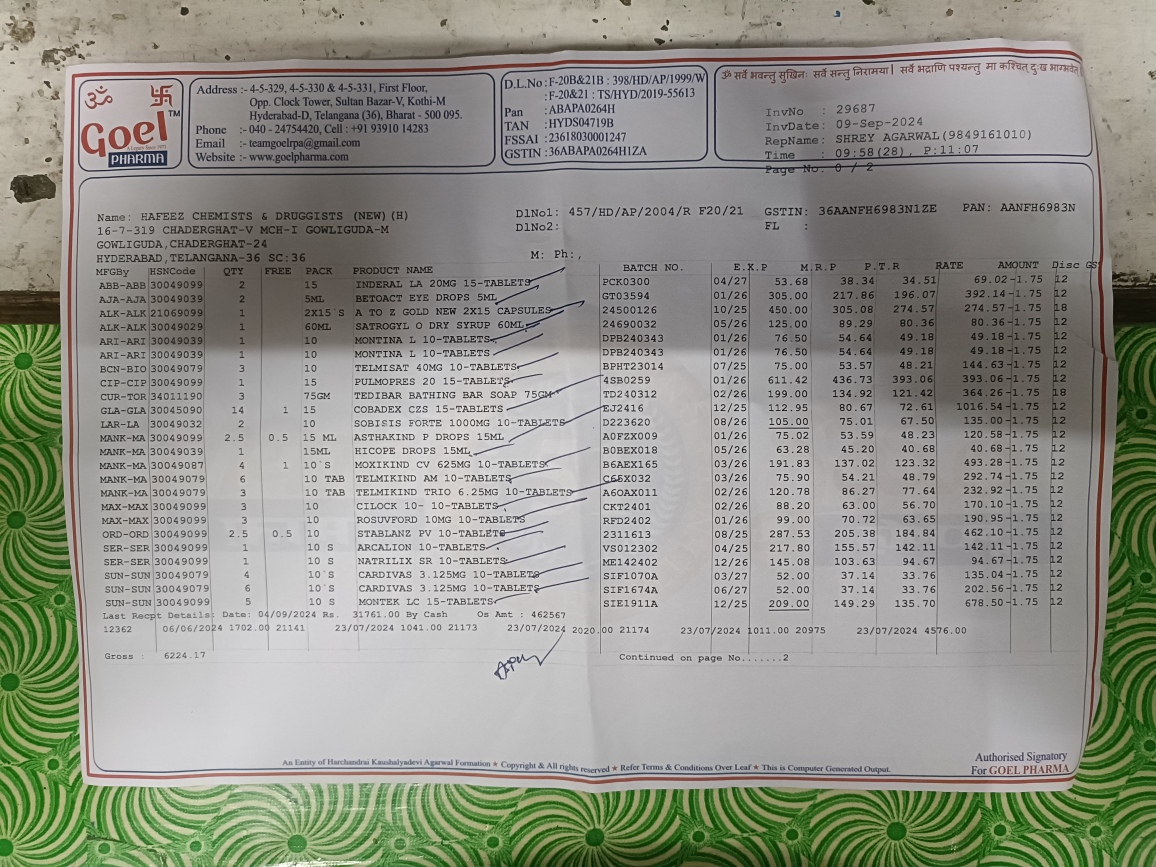 ॐ 卐
Goel™
A Legacy Since 1973
PHARMA
Address :- 4-5-329, 4-5-330 & 4-5-331, First Floor,
Opp. Clock Tower, Sultan Bazar-V, Kothi-M
Hyderabad-D, Telangana (36), Bharat - 500 095.
Phone :- 040 - 24754420, Cell : +91 93910 14283
Email :- teamgoelrpa@gmail.com
Website :- www.goelpharma.com
D.L.No : F-20B&21B : 398/HD/AP/1999/W
: F-20&21 : TS/HYD/2019-55613
Pan : ABAPA0264H
TAN : HYDS04719B
FSSAI : 23618030001247
GSTIN : 36ABAPA0264H1ZA
ॐ सर्वे भवन्तु सुखिनः सर्वे सन्तु निरामया। सर्वे भद्राणि पश्यन्तु मा कश्चित् दुःख भाग्भवेत्
InvNo : 29687
InvDate: 09-Sep-2024
RepName: SHREY AGARWAL(9849161010)
Time : 09:58(28), P:11:07
Page No. 0 / 2
Name: HAFEEZ CHEMISTS & DRUGGISTS (NEW)(H)
16-7-319 CHADERGHAT-V MCH-I GOWLIGUDA-M
GOWLIGUDA,CHADERGHAT-24
HYDERABAD,TELANGANA-36 SC:36
DlNo1: 457/HD/AP/2004/R F20/21 GSTIN: 36AANFH6983N1ZE PAN: AANFH6983N
DlNo2: FL :
M: Ph:,
MFGBy HSNCode QTY FREE PACK PRODUCT NAME BATCH NO. E.X.P M.R.P P.T.R RATE AMOUNT Disc GS
ABB-ABB 30049099 2 15 INDERAL LA 20MG 15-TABLETS PCK0300 04/27 53.68 38.34 34.51 69.02-1.75 12
AJA-AJA 30049039 2 5ML BETOACT EYE DROPS 5ML GT03594 01/26 305.00 217.86 196.07 392.14-1.75 12
ALK-ALK 21069099 1 2X15`S A TO Z GOLD NEW 2X15 CAPSULES 24500126 10/25 450.00 305.08 274.57 274.57-1.75 18
ALK-ALK 30049029 1 60ML SATROGYL O DRY SYRUP 60ML 24690032 05/26 125.00 89.29 80.36 80.36-1.75 12
ARI-ARI 30049039 1 10 MONTINA L 10-TABLETS DPB240343 01/26 76.50 54.64 49.18 49.18-1.75 12
ARI-ARI 30049039 1 10 MONTINA L 10-TABLETS DPB240343 01/26 76.50 54.64 49.18 49.18-1.75 12
BCN-BIO 30049079 3 10 TELMISAT 40MG 10-TABLETS BPHT23014 07/25 75.00 53.57 48.21 144.63-1.75 12
CIP-CIP 30049099 1 15 PULMOPRES 20 15-TABLETS 4SB0259 01/26 611.42 436.73 393.06 393.06-1.75 12
CUR-TOR 34011190 3 75GM TEDIBAR BATHING BAR SOAP 75GM TD240312 02/26 199.00 134.92 121.42 364.26-1.75 18
GLA-GLA 30045090 14 1 15 COBADEX CZS 15-TABLETS EJ2416 12/25 112.95 80.67 72.61 1016.54-1.75 12
LAR-LA 30049032 2 10 SOBISIS FORTE 1000MG 10-TABLETS D223620 08/26 105.00 75.01 67.50 135.00-1.75 12
MANK-MA 30049099 2.5 0.5 15 ML ASTHAKIND P DROPS 15ML A0FZX009 01/26 75.02 53.59 48.23 120.58-1.75 12
MANK-MA 30049039 1 15ML HICOPE DROPS 15ML B0BEX018 05/26 63.28 45.20 40.68 40.68-1.75 12
MANK-MA 30049087 4 1 10`S MOXIKIND CV 625MG 10-TABLETS B6AEX165 03/26 191.83 137.02 123.32 493.28-1.75 12
MANK-MA 30049079 6 10 TAB TELMIKIND AM 10-TABLETS C65X032 03/26 75.90 54.21 48.79 292.74-1.75 12
MANK-MA 30049079 3 10 TAB TELMIKIND TRIO 6.25MG 10-TABLETS A6OAX011 02/26 120.78 86.27 77.64 232.92-1.75 12
MAX-MAX 30049079 3 10 CILOCK 10- 10-TABLETS CKT2401 02/26 88.20 63.00 56.70 170.10-1.75 12
MAX-MAX 30049099 3 10 ROSUVFORD 10MG 10-TABLETS RFD2402 01/26 99.00 70.72 63.65 190.95-1.75 12
ORD-ORD 30049099 2.5 0.5 10 STABLANZ PV 10-TABLETS 2311613 08/25 287.53 205.38 184.84 462.10-1.75 12
SER-SER 30049099 1 10 S ARCALION 10-TABLETS VS012302 04/25 217.80 155.57 142.11 142.11-1.75 12
SER-SER 30049099 1 10 S NATRILIX SR 10-TABLETS ME142402 12/26 145.08 103.63 94.67 94.67-1.75 12
SUN-SUN 30049079 4 10`S CARDIVAS 3.125MG 10-TABLETS SIF1070A 03/27 52.00 37.14 33.76 135.04-1.75 12
SUN-SUN 30049079 6 10`S CARDIVAS 3.125MG 10-TABLETS SIF1674A 06/27 52.00 37.14 33.76 202.56-1.75 12
SUN-SUN 30049099 5 10 S MONTEK LC 15-TABLETS SIE1911A 12/25 209.00 149.29 135.70 678.50-1.75 12
Last Recpt Details: Date: 04/09/2024 Rs. 31761.00 By Cash Os Amt : 462567
12362 06/06/2024 1702.00 21141 23/07/2024 1041.00 21173 23/07/2024 2020.00 21174 23/07/2024 1011.00 20975 23/07/2024 4576.00
Gross : 6224.17
Continued on page No.......2
An Entity of Harchandrai Kaushalyadevi Agarwal Formation ★ Copyright & All rights reserved ★ Refer Terms & Conditions Over Leaf ★ This is Computer Generated Output.
Authorised Signatory
For GOEL PHARMA